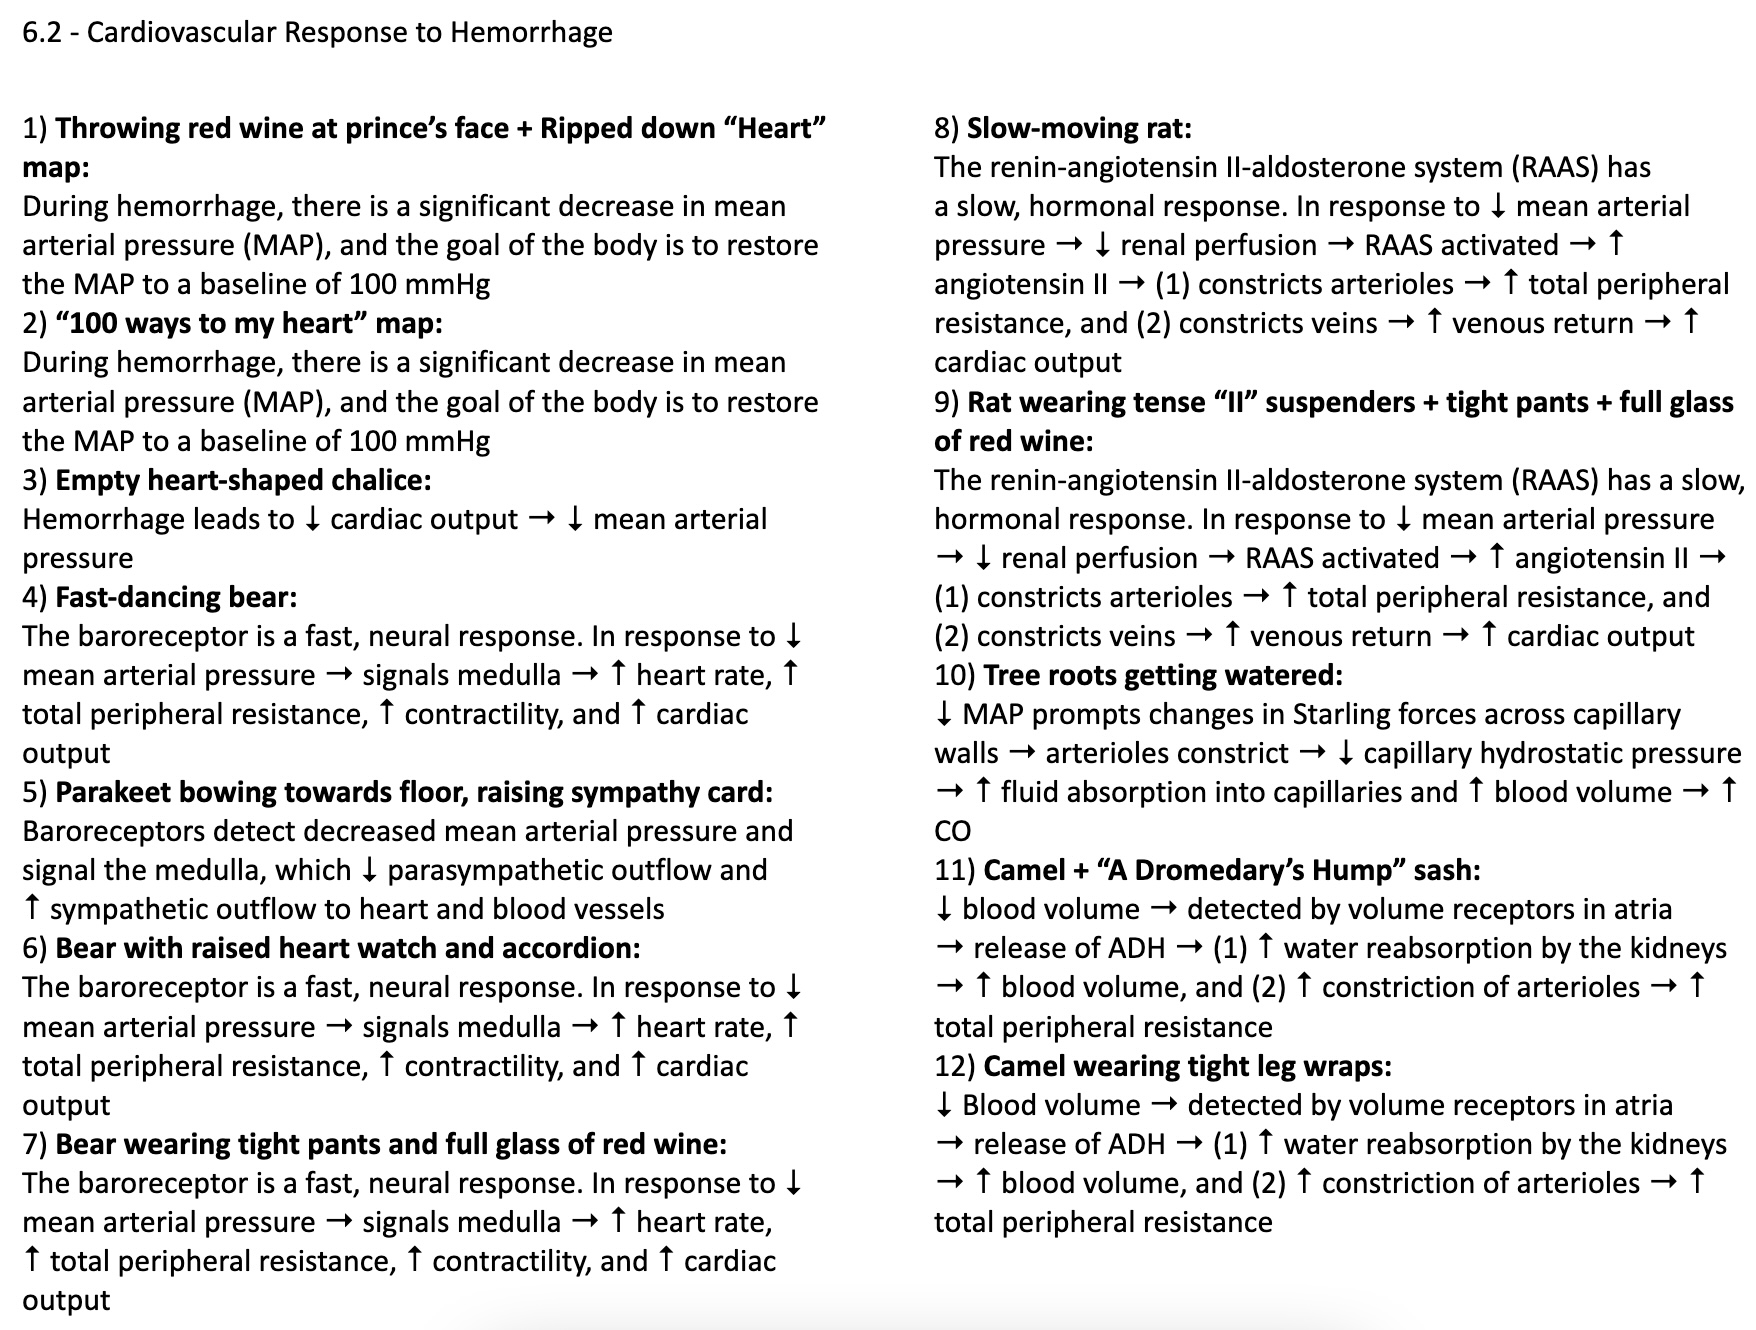 6.2 - Cardiovascular Response to Hemorrhage
1) Throwing red wine at prince’s face + Ripped down “Heart”
map:
During hemorrhage, there is a significant decrease in mean
arterial pressure (MAP), and the goal of the body is to restore
the MAP to a baseline of 100 mmHg
2) “100 ways to my heart” map:
During hemorrhage, there is a significant decrease in mean
arterial pressure (MAP), and the goal of the body is to restore
the MAP to a baseline of 100 mmHg
3) Empty heart-shaped chalice:
Hemorrhage leads to ↓ cardiac output → ↓ mean arterial
pressure
4) Fast-dancing bear:
The baroreceptor is a fast, neural response. In response to ↓
mean arterial pressure → signals medulla → ↑ heart rate, ↑
total peripheral resistance, ↑ contractility, and ↑ cardiac
output
5) Parakeet bowing towards floor, raising sympathy card:
Baroreceptors detect decreased mean arterial pressure and
signal the medulla, which ↓ parasympathetic outflow and
↑ sympathetic outflow to heart and blood vessels
6) Bear with raised heart watch and accordion:
The baroreceptor is a fast, neural response. In response to ↓
mean arterial pressure → signals medulla → ↑ heart rate, ↑
total peripheral resistance, ↑ contractility, and ↑ cardiac
output
7) Bear wearing tight pants and full glass of red wine:
The baroreceptor is a fast, neural response. In response to ↓
mean arterial pressure → signals medulla → ↑ heart rate,
↑ total peripheral resistance, ↑ contractility, and ↑ cardiac
output
8) Slow-moving rat:
The renin-angiotensin II-aldosterone system (RAAS) has
a slow, hormonal response. In response to ↓ mean arterial
pressure → ↓ renal perfusion → RAAS activated → ↑
angiotensin II → (1) constricts arterioles → ↑ total peripheral
resistance, and (2) constricts veins → ↑ venous return → ↑
cardiac output
9) Rat wearing tense “II” suspenders + tight pants + full glass
of red wine:
The renin-angiotensin II-aldosterone system (RAAS) has a slow,
hormonal response. In response to ↓ mean arterial pressure
→ ↓ renal perfusion → RAAS activated → ↑ angiotensin II →
(1) constricts arterioles → ↑ total peripheral resistance, and
(2) constricts veins → ↑ venous return → ↑ cardiac output
10) Tree roots getting watered:
↓ MAP prompts changes in Starling forces across capillary
walls → arterioles constrict → ↓ capillary hydrostatic pressure
→ ↑ fluid absorption into capillaries and ↑ blood volume → ↑
CO
11) Camel + “A Dromedary’s Hump” sash:
↓ blood volume → detected by volume receptors in atria
→ release of ADH → (1) ↑ water reabsorption by the kidneys
→ ↑ blood volume, and (2) ↑ constriction of arterioles → ↑
total peripheral resistance
12) Camel wearing tight leg wraps:
↓ Blood volume → detected by volume receptors in atria
→ release of ADH → (1) ↑ water reabsorption by the kidneys
→ ↑ blood volume, and (2) ↑ constriction of arterioles → ↑
total peripheral resistance